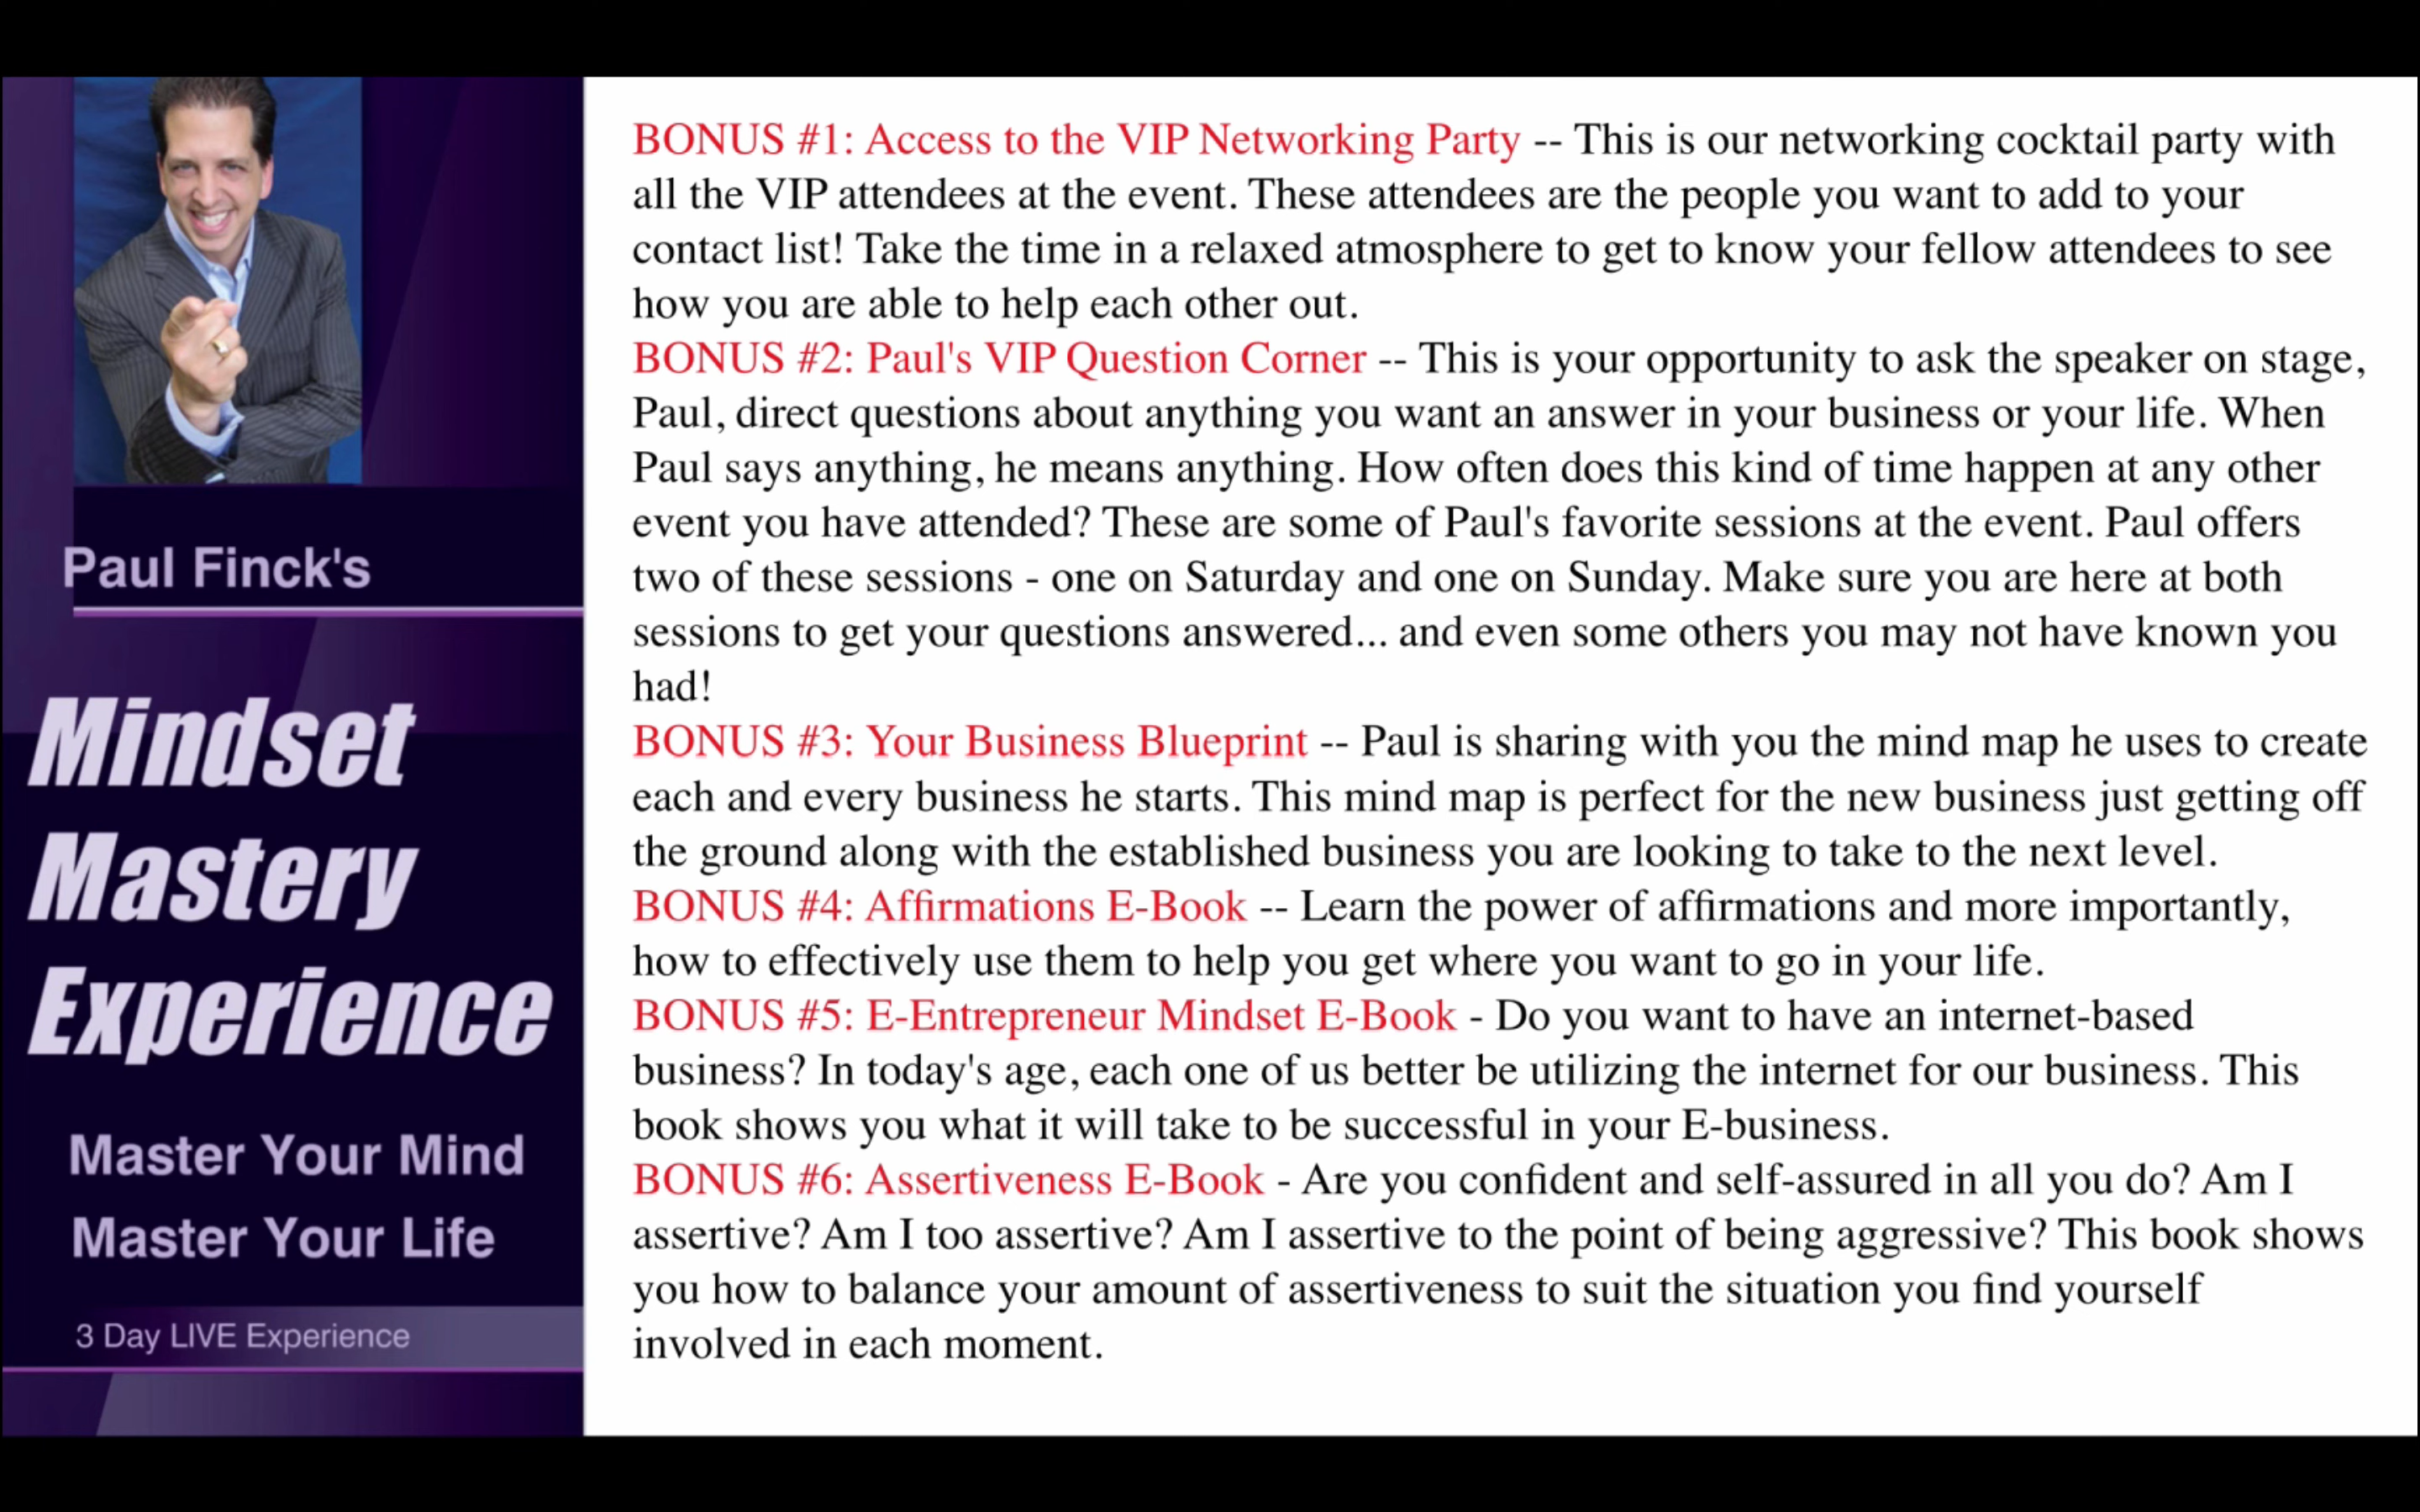 Paul Finck's
Mindset
Mastery
Experience
Master Your Mind
Master Your Life
3 Day LIVE Experience
BONUS #1: Access to the VIP Networking Party -- This is our networking cocktail party with
all the VIP attendees at the event. These attendees are the people you want to add to your
contact list! Take the time in a relaxed atmosphere to get to know your fellow attendees to see
how you are able to help each other out.
BONUS #2: Paul's VIP Question Corner -- This is your opportunity to ask the speaker on stage,
Paul, direct questions about anything you want an answer in your business or your life. When
Paul says anything, he means anything. How often does this kind of time happen at any other
event you have attended? These are some of Paul's favorite sessions at the event. Paul offers
two of these sessions - one on Saturday and one on Sunday. Make sure you are here at both
sessions to get your questions answered... and even some others you may not have known you
had!
BONUS #3: Your Business Blueprint -- Paul is sharing with you the mind map he uses to create
each and every business he starts. This mind map is perfect for the new business just getting off
the ground along with the established business you are looking to take to the next level.
BONUS #4: Affirmations E-Book -- Learn the power of affirmations and more importantly,
how to effectively use them to help you get where you want to go in your life.
BONUS #5: E-Entrepreneur Mindset E-Book - Do you want to have an internet-based
business? In today's age, each one of us better be utilizing the internet for our business. This
book shows you what it will take to be successful in your E-business.
BONUS #6: Assertiveness E-Book - Are you confident and self-assured in all you do? Am I
assertive? Am I too assertive? Am I assertive to the point of being aggressive? This book shows
you how to balance your amount of assertiveness to suit the situation you find yourself
involved in each moment.